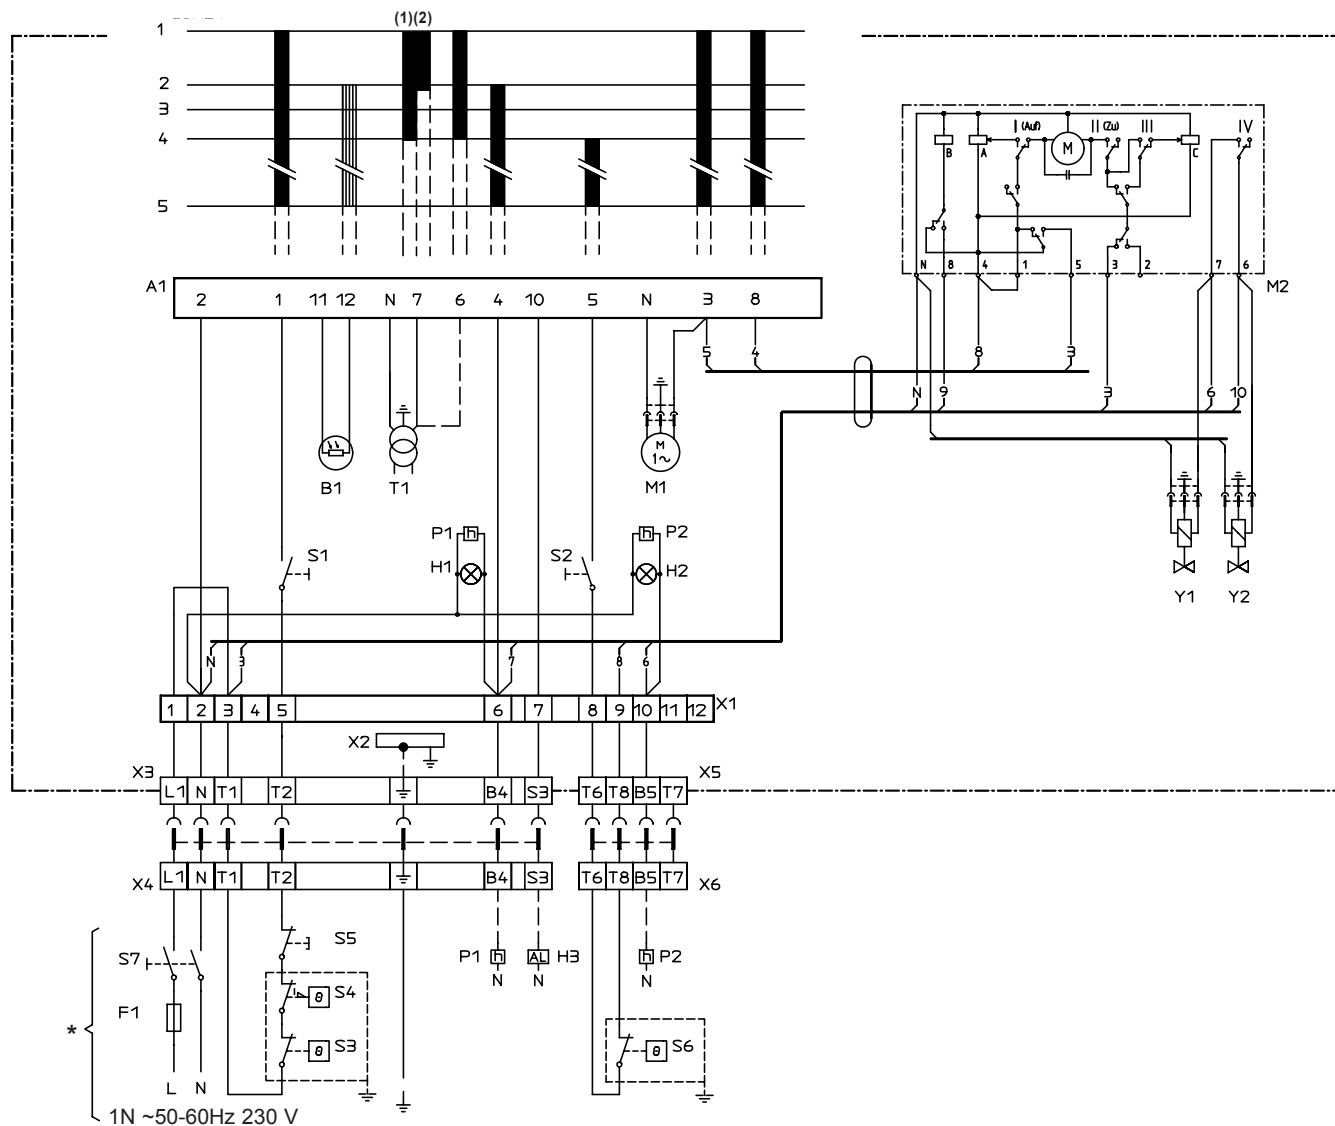 (1)(2)
1
2
3
4
5
I (Auf) M II (Zu) III IV
B A C
N 8 4 1 5 3 2 7 6
M2
A1 2 1 11 12 N 7 6 4 10 5 N 3 8
5 4 8 3
N 9 3 6 10
M
1~
B1 T1 M1
P1 h h P2
S1 H1 S2 H2
Y1 Y2
N 3 7 8 6
1 2 3 4 5 6 7 8 9 10 11 12 X1
X2
X3 X5
L1 N T1 T2 B4 S3 T6 T8 B5 T7
X4 L1 N T1 T2 B4 S3 T6 T8 B5 T7 X6
S5
S7 P1 h AL H3 h P2
N N N
θ S4
F1
*
θ S3 θ S6
L N
1N ~50-60Hz 230 V